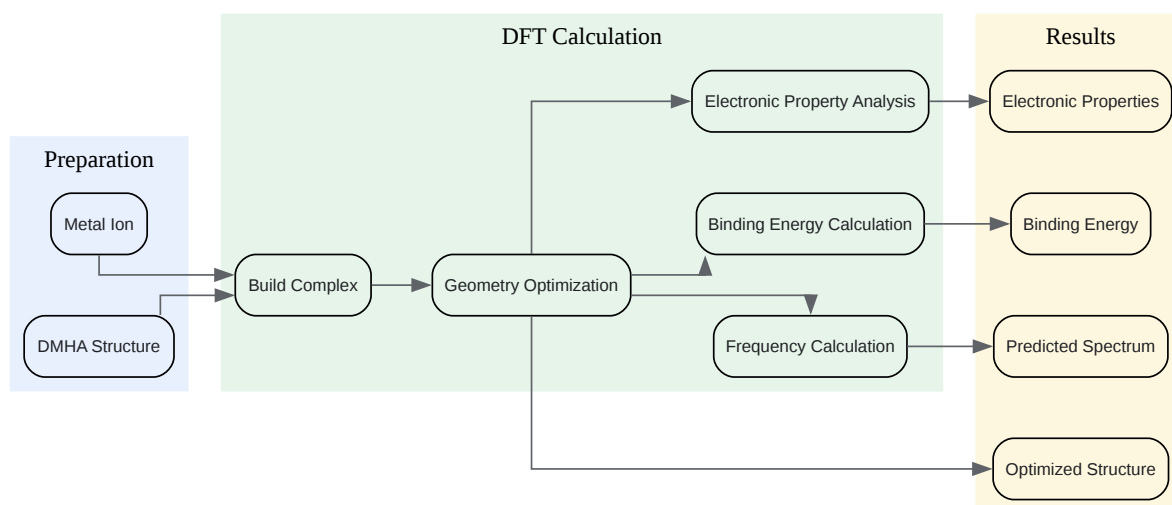 Preparation
Metal Ion
DMHA Structure
DFT Calculation
Build Complex
Geometry Optimization
Electronic Property Analysis
Binding Energy Calculation
Frequency Calculation
Results
Electronic Properties
Binding Energy
Predicted Spectrum
Optimized Structure